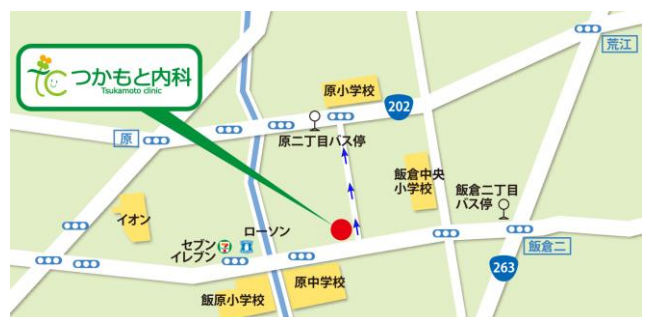 荒江
つかもと内科
Tsukamoto clinic
原小学校
202
原
原二丁目バス停
飯倉中央
小学校
飯倉二丁目
バス停
イオン
ローソン
セブン
イレブン
7
飯倉二
263
原中学校
飯原小学校